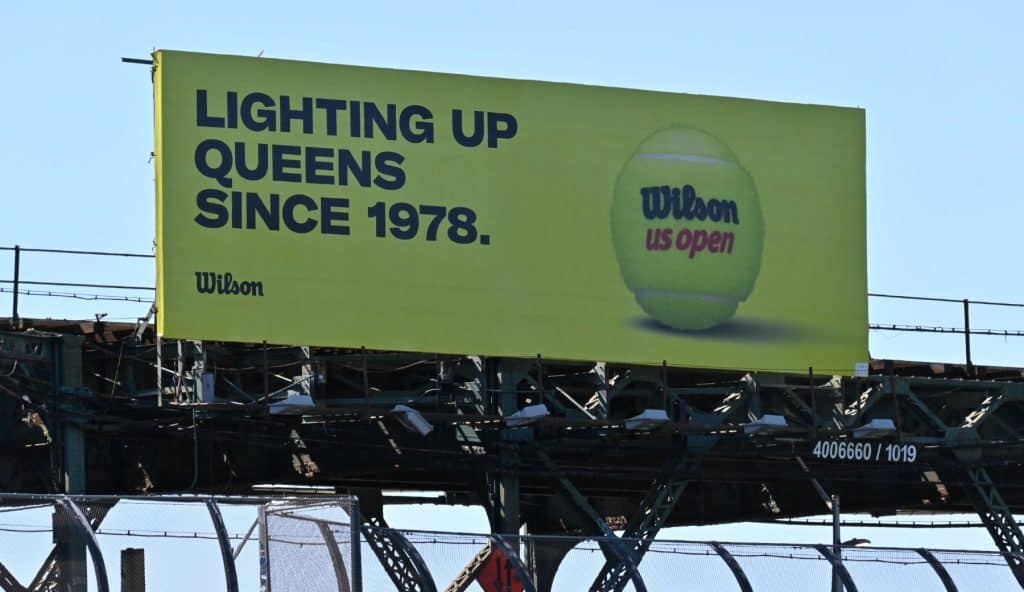 LIGHTING UP
QUEENS
SINCE 1978.
Wilson
Wilson
us open
4006660 / 1019